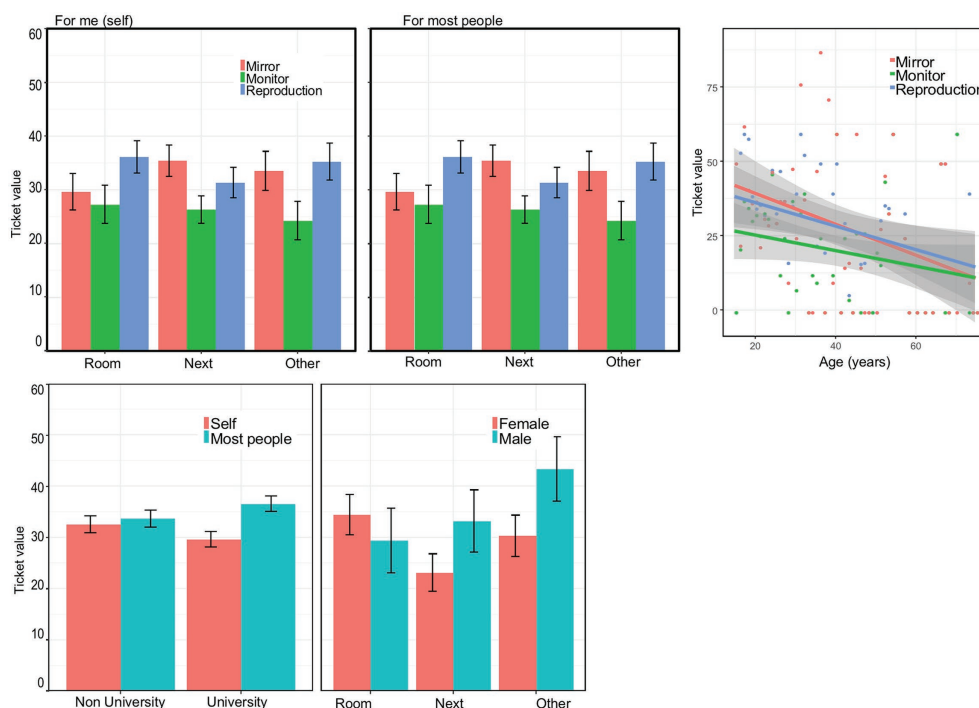 For me (self)
For most people
60
50
40
30
20
10
0
Ticket value
Mirror
Monitor
Reproduction
Room
Next
Other
Mirror
Monitor
Reproduction
Room
Next
Other
75
50
25
0
Ticket value
Mirror
Monitor
Reproduction
20
40
60
Age (years)
60
50
40
30
20
10
0
Ticket value
Self
Most people
Non University
University
Female
Male
Room
Next
Other